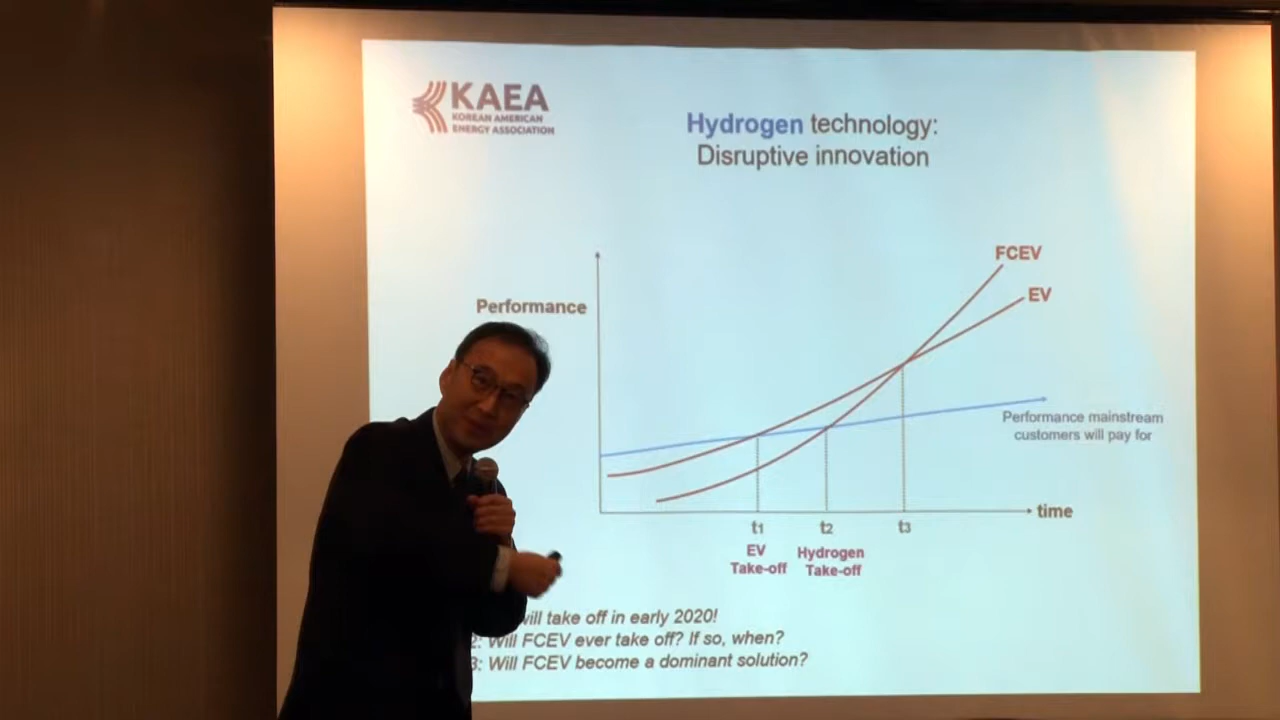 KAEA
KOREAN AMERICAN
ENERGY ASSOCIATION
Hydrogen technology:
Disruptive innovation
FCEV
EV
Performance
Performance mainstream
customers will pay for
time
t1
t2
t3
EV
Take-off
Hydrogen
Take-off
will take off in early 2020!
2: Will FCEV ever take off? If so, when?
3: Will FCEV become a dominant solution?